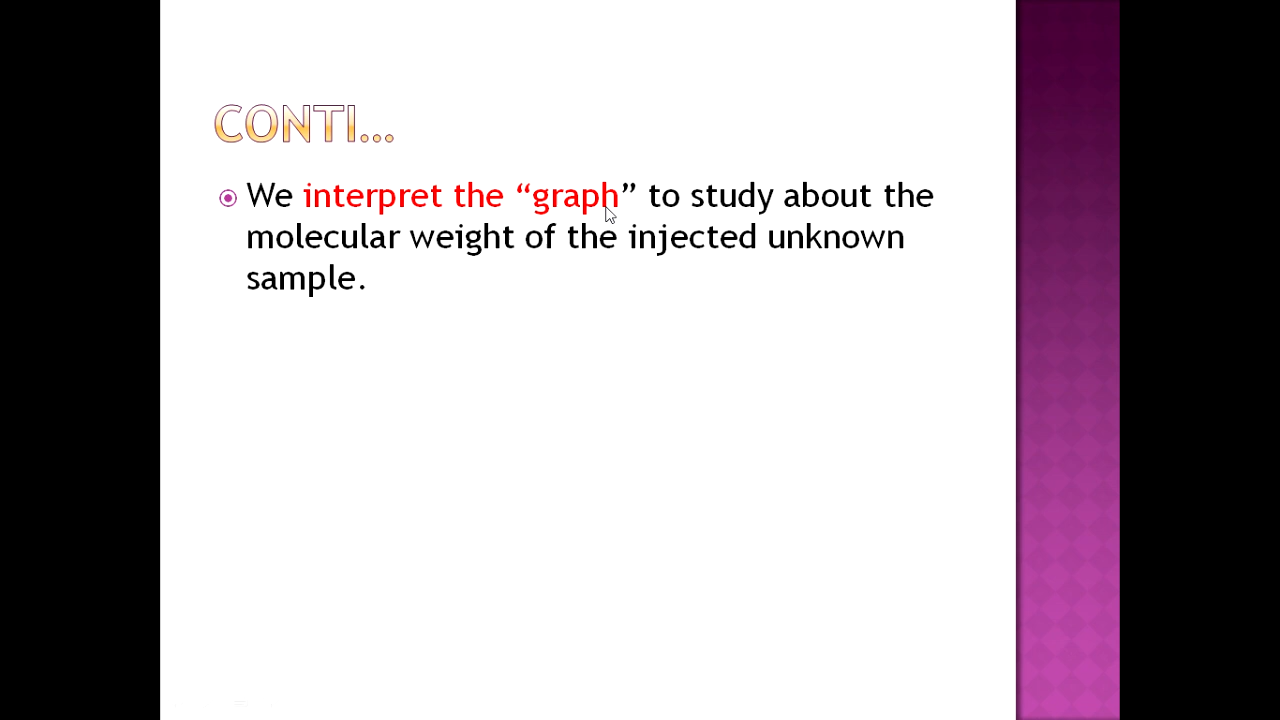 CONTI...
We interpret the “graph” to study about the
molecular weight of the injected unknown
sample.